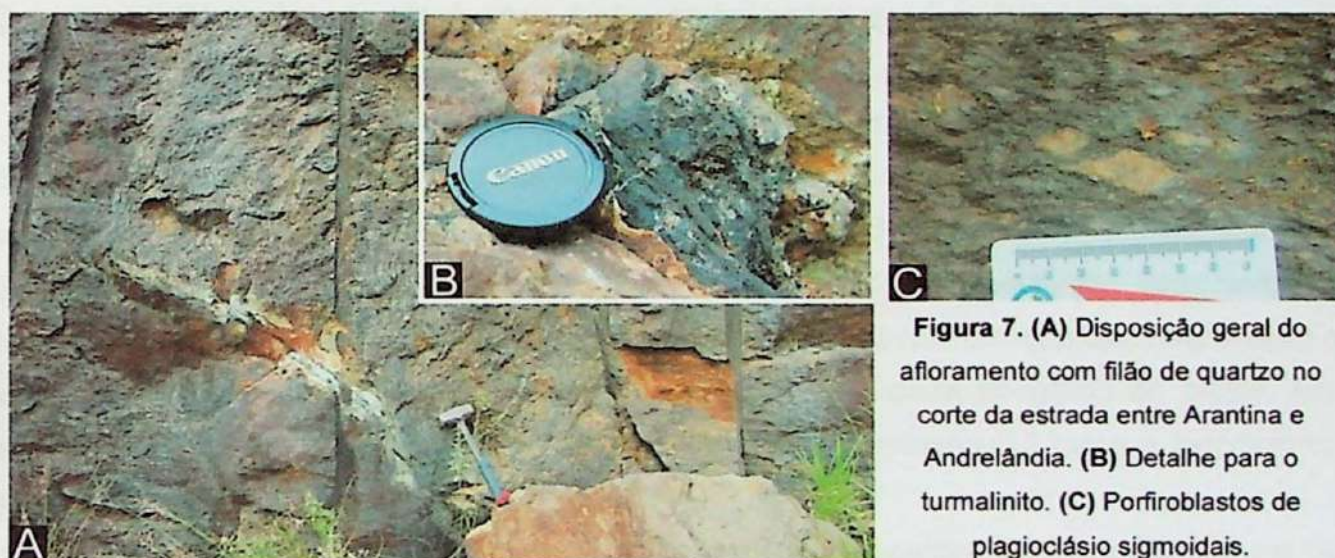 A
B
Canon
C
Figura 7. (A) Disposição geral do
afloramento com filão de quartzo no
corte da estrada entre Arantina e
Andrelândia. (B) Detalhe para o
turmalinito. (C) Porfiroblastos de
plagioclásio sigmoidais.